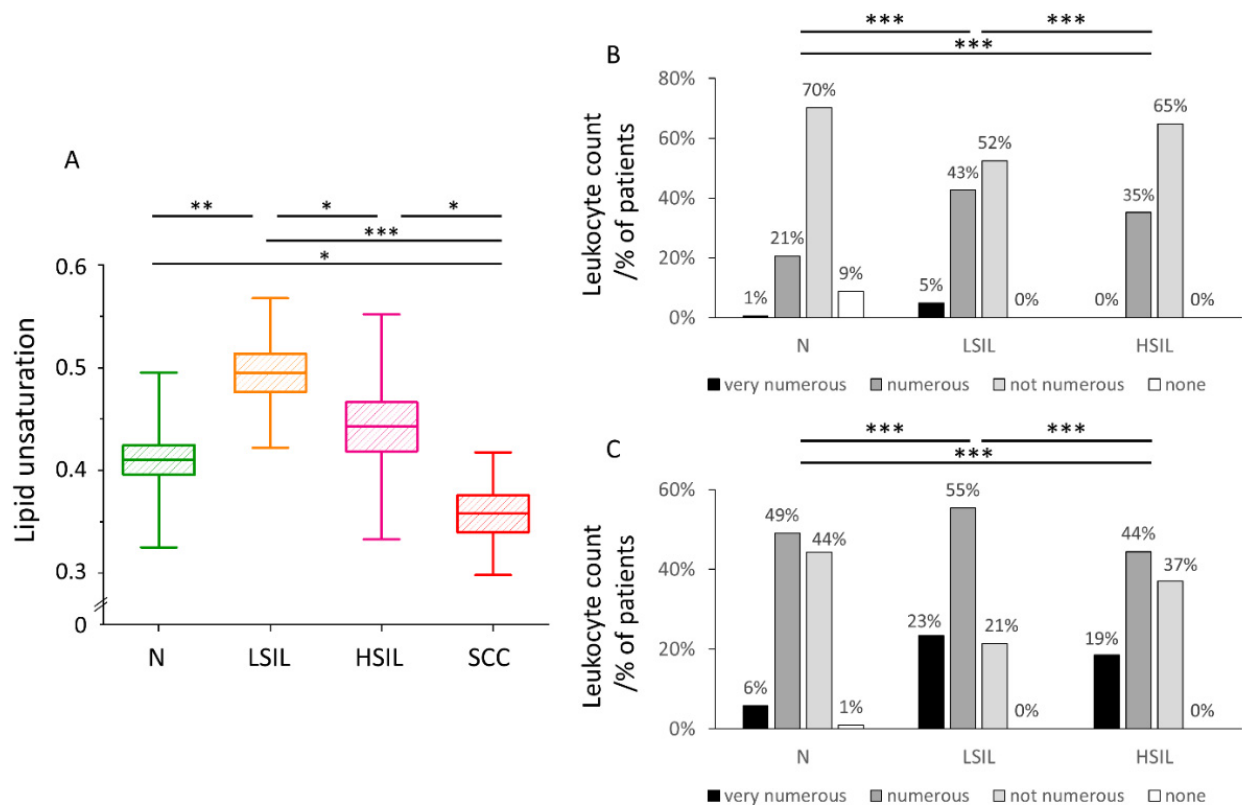 A
** * *
***
*
Lipid unsaturation
0.6
0.5
0.4
0.3
0
N LSIL HSIL SCC
B
*** ***
***
Leukocyte count
/% of patients
80%
60%
40%
20%
0%
1% 21% 70% 9%
5% 43% 52% 0%
0% 35% 65% 0%
N LSIL HSIL
very numerous numerous not numerous none
C
*** ***
***
Leukocyte count
/% of patients
60%
40%
20%
0%
6% 49% 44% 1%
23% 55% 21% 0%
19% 44% 37% 0%
N LSIL HSIL
very numerous numerous not numerous none